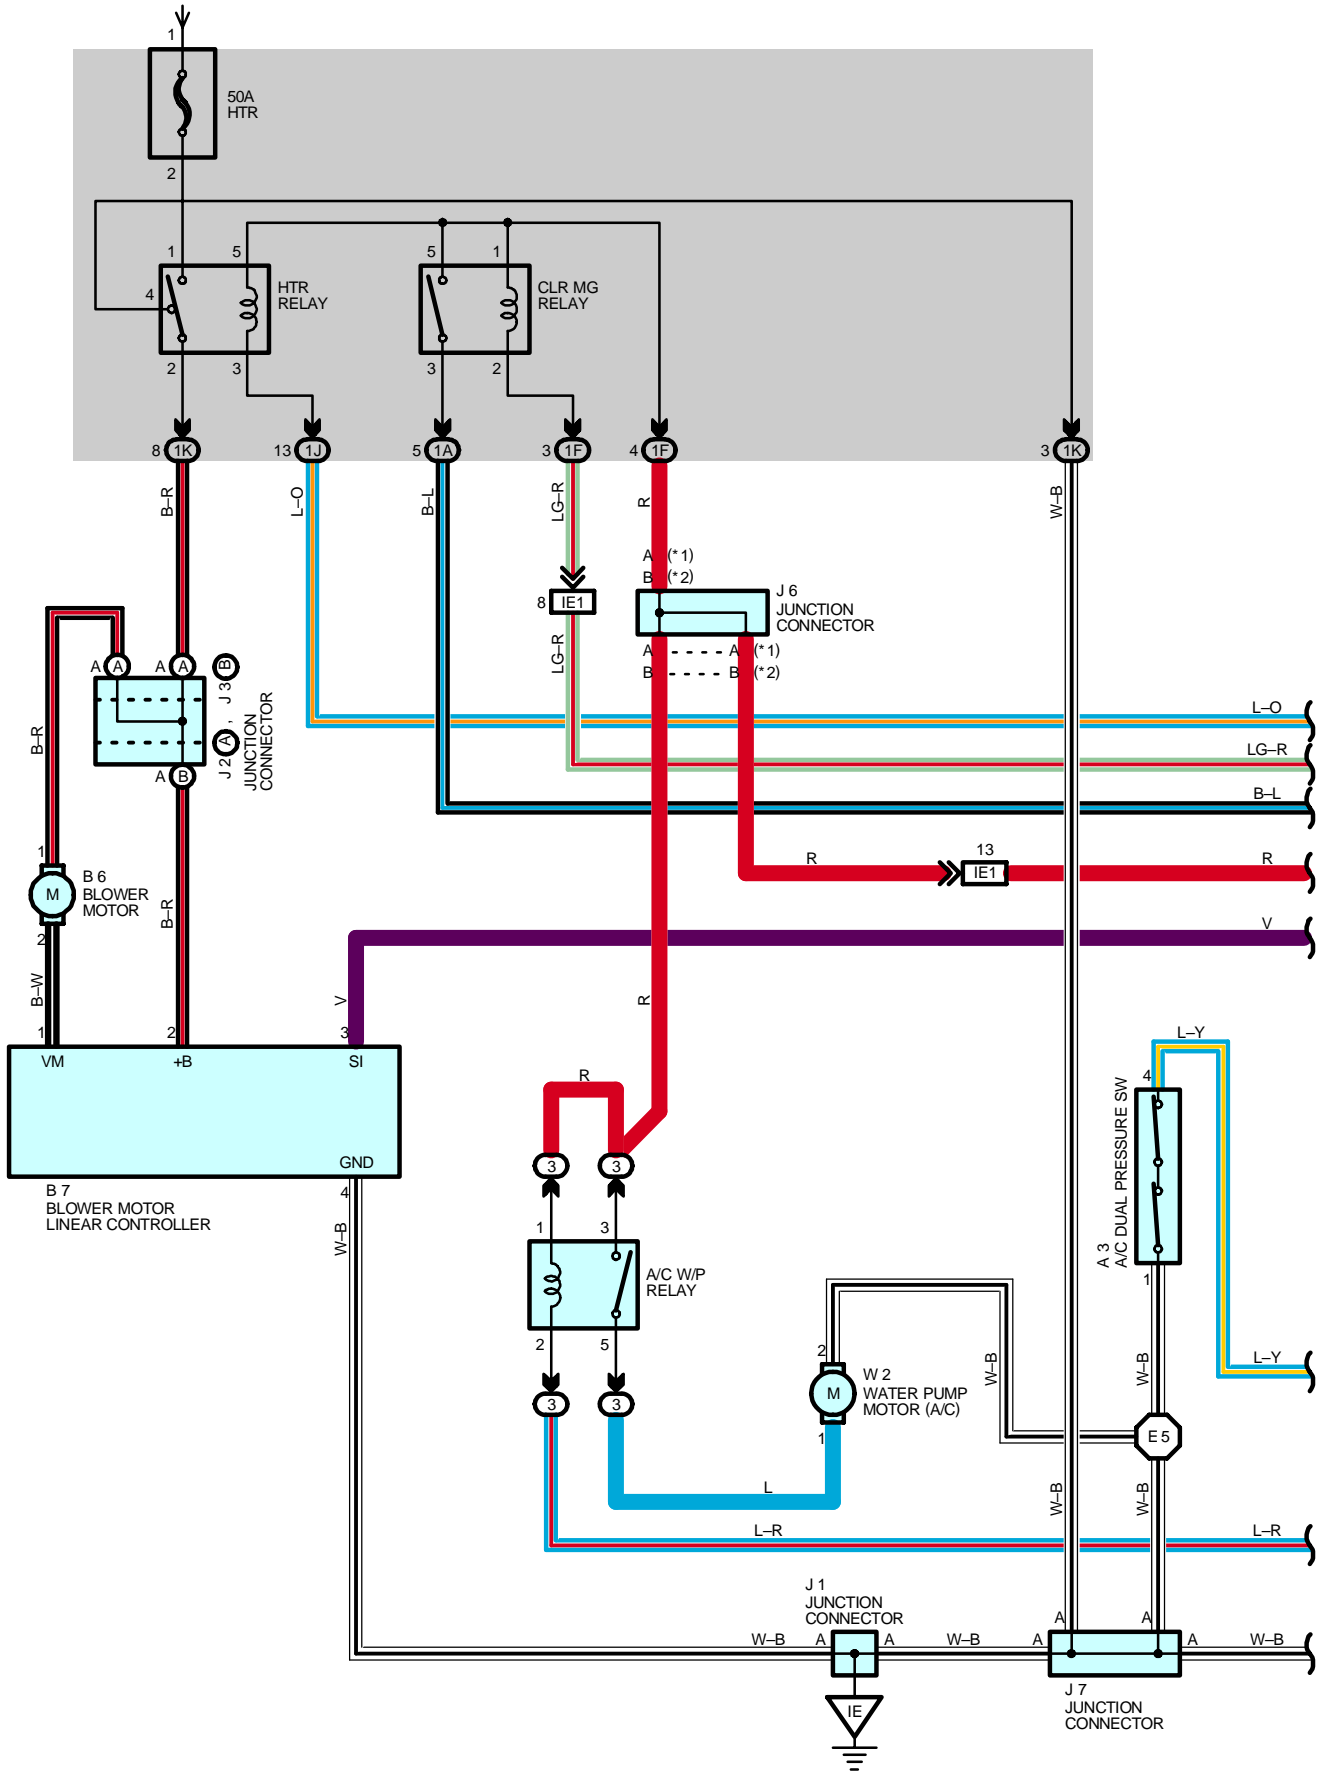 1
50A
HTR
2
1
5
5
1
4
HTR
RELAY
CLR MG
RELAY
2
3
3
2
8 1K
13 1J
5 1A
3 1F
4 1F
3 1K
B–R
L–O
B–L
LG–R
R
W–B
A (*1)
B (*2)
8 IE1
J 6
JUNCTION
CONNECTOR
LG–R
A - - - - A (*1)
B - - - - B (*2)
A A
A A
J 2 A , J 3 B
JUNCTION
CONNECTOR
A B
B–R
L–O
LG–R
B–L
R
13
IE1
R
1
M
B 6
BLOWER
MOTOR
2
B–R
V
B–W
V
R
1
2
3
VM
+B
SI
GND
B 7
BLOWER MOTOR
LINEAR CONTROLLER
4
W–B
R
3
3
1
3
A/C W/P
RELAY
2
5
3
3
L–Y
4
A 3
A/C DUAL PRESSURE SW
1
W–B
L–Y
2
M
W 2
WATER PUMP
MOTOR (A/C)
1
W–B
E 5
L
W–B
W–B
L–R
L–R
J 1
JUNCTION
CONNECTOR
W–B
A
A
W–B
A
A
A
A
W–B
IE
J 7
JUNCTION
CONNECTOR